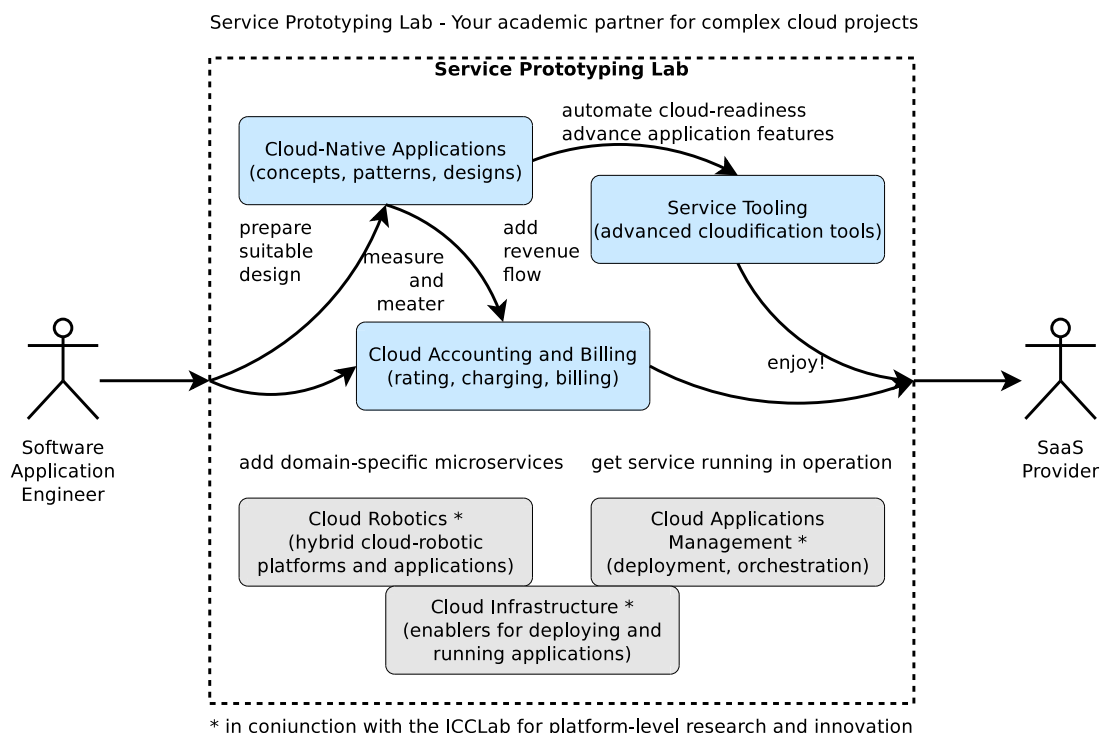 Service Prototyping Lab - Your academic partner for complex cloud projects
Service Prototyping Lab
automate cloud-readiness
advance application features
Cloud-Native Applications
(concepts, patterns, designs)
Service Tooling
(advanced cloudification tools)
prepare
suitable
design
measure
and
meater
add
revenue
flow
Cloud Accounting and Billing
(rating, charging, billing)
enjoy!
Software
Application
Engineer
SaaS
Provider
add domain-specific microservices
get service running in operation
Cloud Robotics *
(hybrid cloud-robotic
platforms and applications)
Cloud Applications
Management *
(deployment, orchestration)
Cloud Infrastructure *
(enablers for deploying and
running applications)
* in conjunction with the ICCLab for platform-level research and innovation